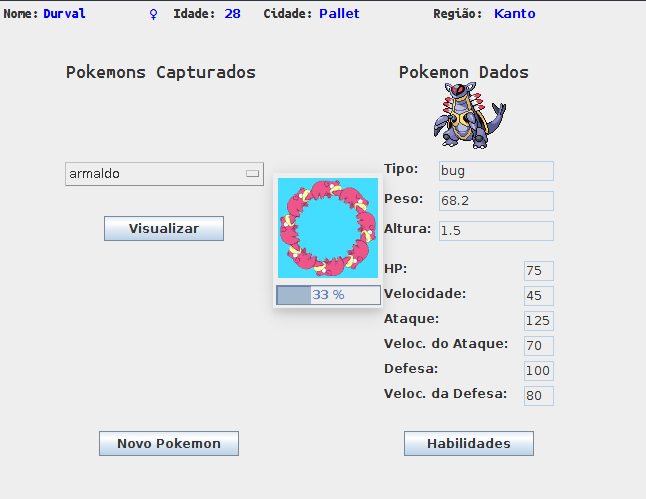 Nome: Durval ♀ Idade: 28 Cidade: Pallet Região: Kanto
Pokemons Capturados
Pokemon Dados
armaldo
Visualizar
Tipo: bug
Peso: 68.2
Altura: 1.5
33 %
HP: 75
Velocidade: 45
Ataque: 125
Veloc. do Ataque: 70
Defesa: 100
Veloc. da Defesa: 80
Novo Pokemon
Habilidades